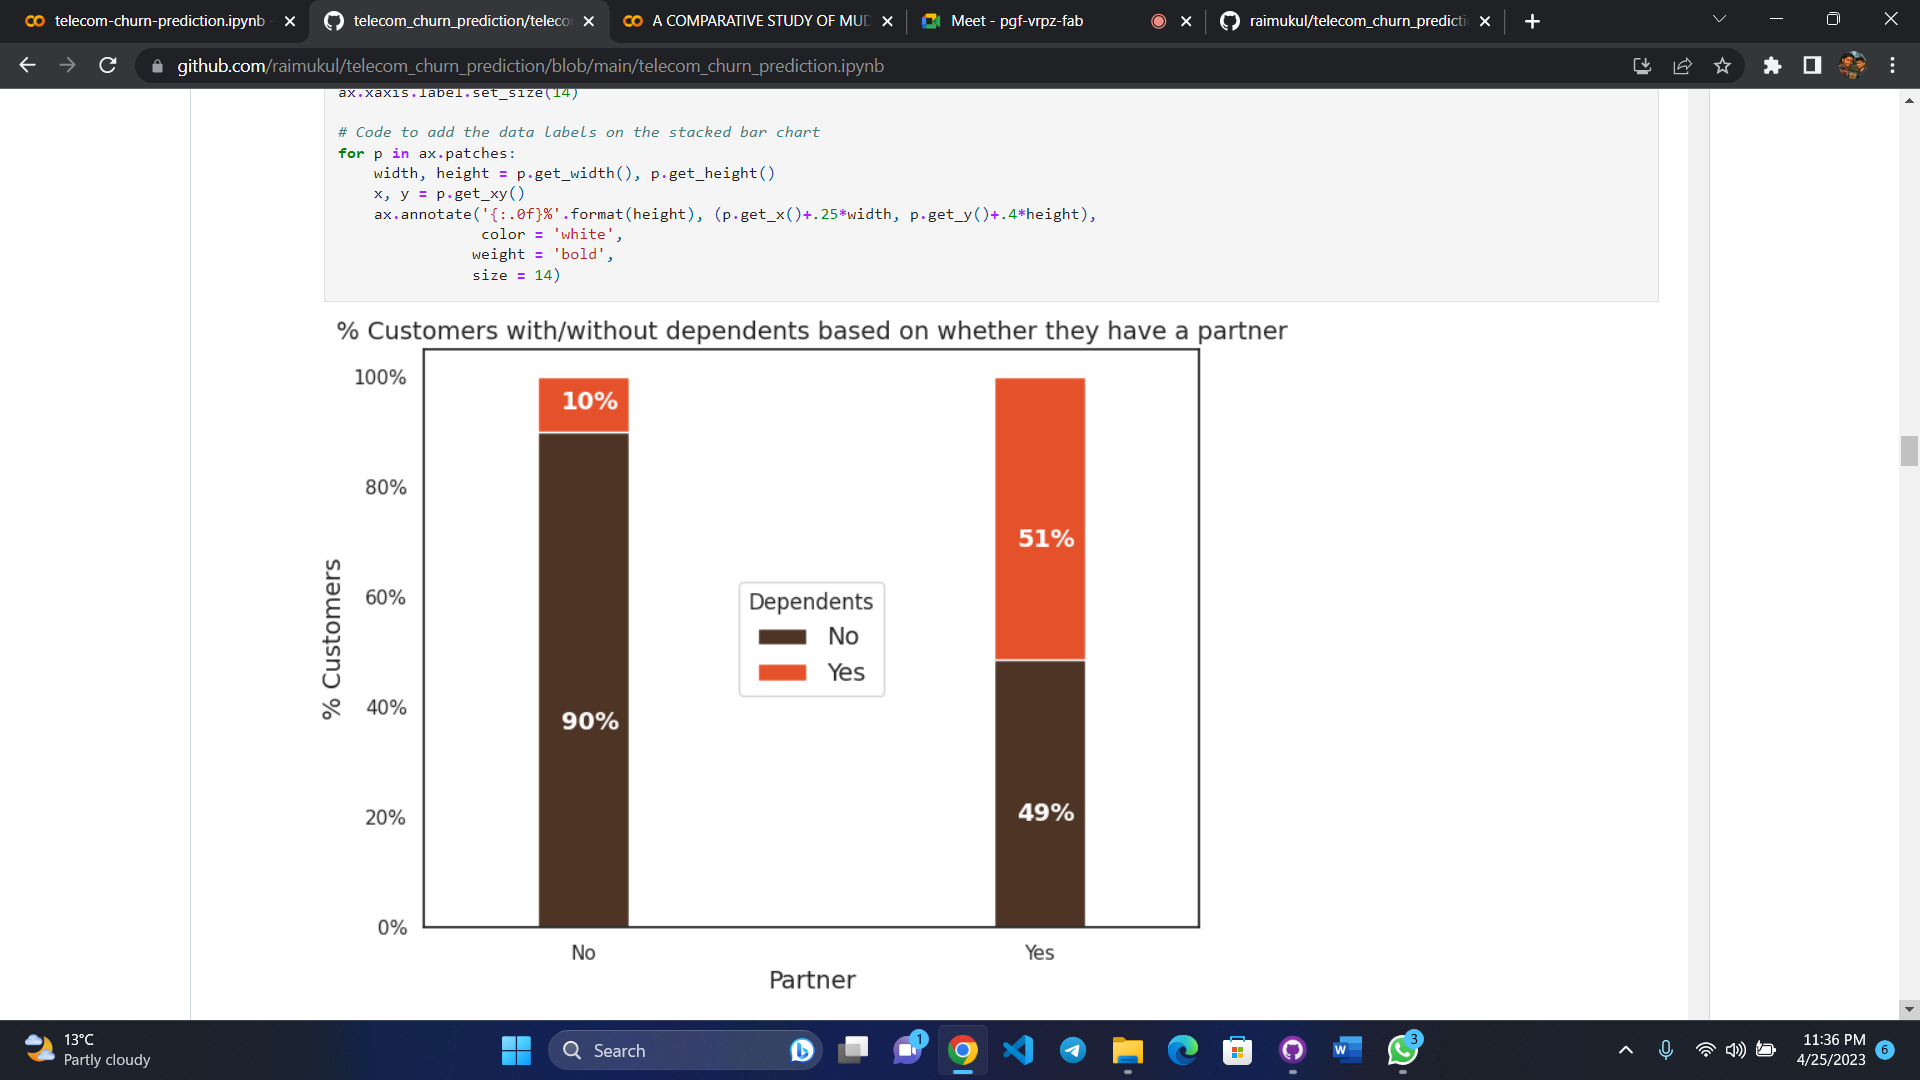 telecom-churn-prediction.ipynb
telecom_churn_prediction/teleco
A COMPARATIVE STUDY OF MUD
Meet - pgf-vrpz-fab
raimukul/telecom_churn_predicti
github.com/raimukul/telecom_churn_prediction/blob/main/telecom_churn_prediction.ipynb
ax.xaxis.label.set_size(14)
# Code to add the data labels on the stacked bar chart
for p in ax.patches:
    width, height = p.get_width(), p.get_height()
    x, y = p.get_xy()
    ax.annotate('{:.0f}%'.format(height), (p.get_x()+.25*width, p.get_y()+.4*height),
                color = 'white',
               weight = 'bold',
               size = 14)
% Customers with/without dependents based on whether they have a partner
100%
80%
60%
40%
20%
0%
% Customers
10%
90%
51%
49%
Dependents
No
Yes
No
Yes
Partner
13°C
Partly cloudy
Search
1
3
11:36 PM
4/25/2023
6